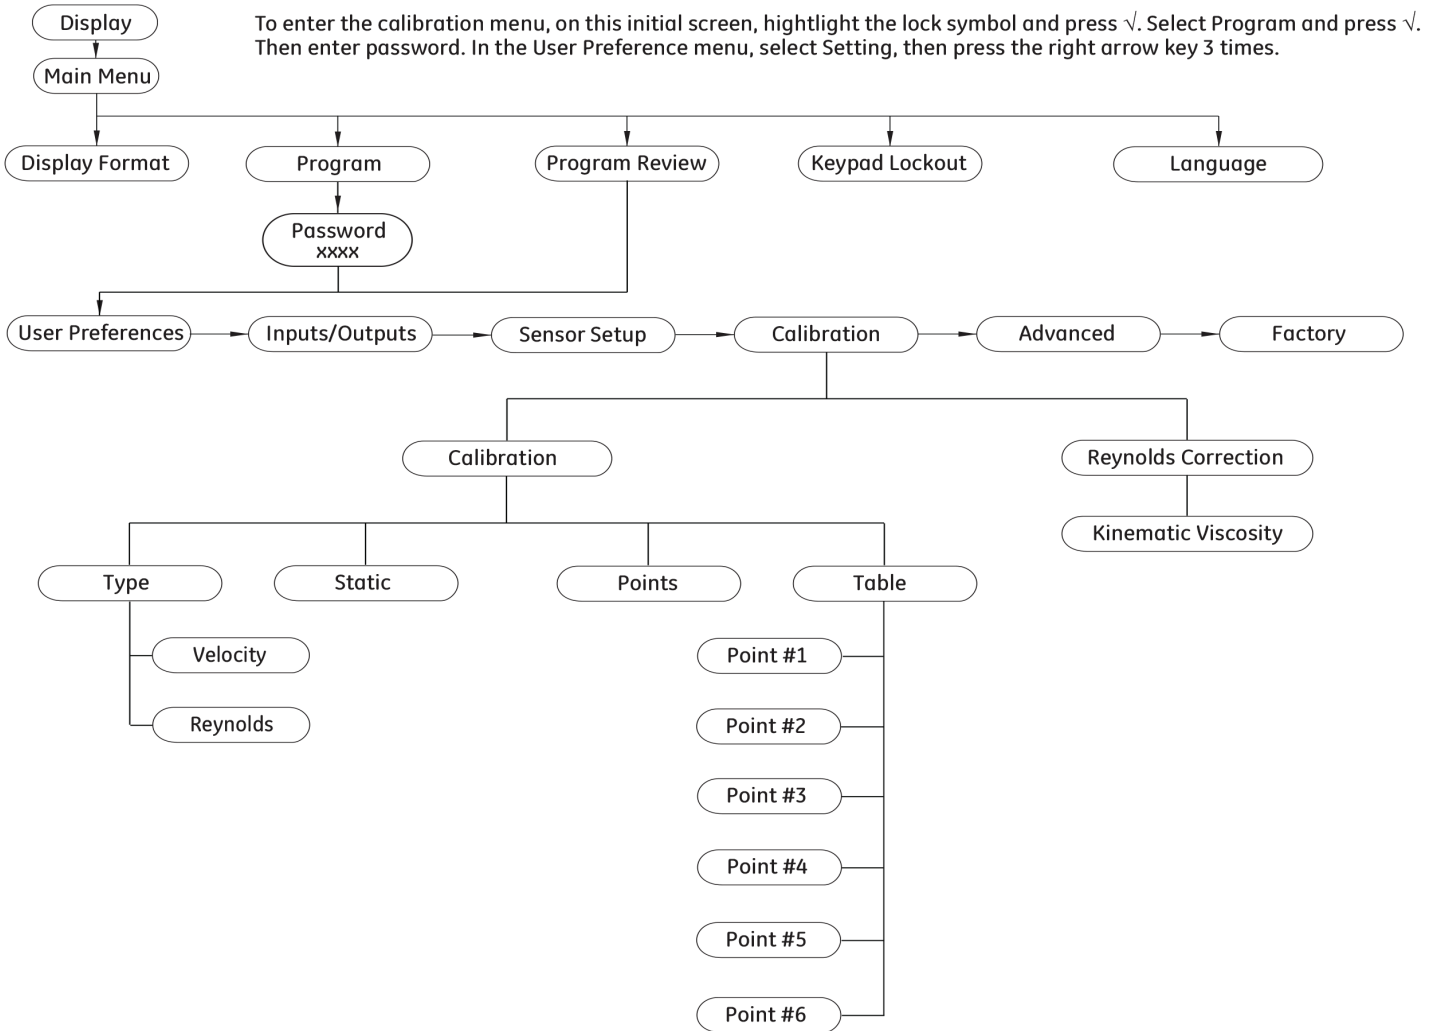 Display
To enter the calibration menu, on this initial screen, hightlight the lock symbol and press √. Select Program and press √.
Then enter password. In the User Preference menu, select Setting, then press the right arrow key 3 times.
Main Menu
Display Format
Program
Program Review
Keypad Lockout
Language
Password
xxxx
User Preferences
Inputs/Outputs
Sensor Setup
Calibration
Advanced
Factory
Calibration
Reynolds Correction
Kinematic Viscosity
Type
Static
Points
Table
Velocity
Reynolds
Point #1
Point #2
Point #3
Point #4
Point #5
Point #6